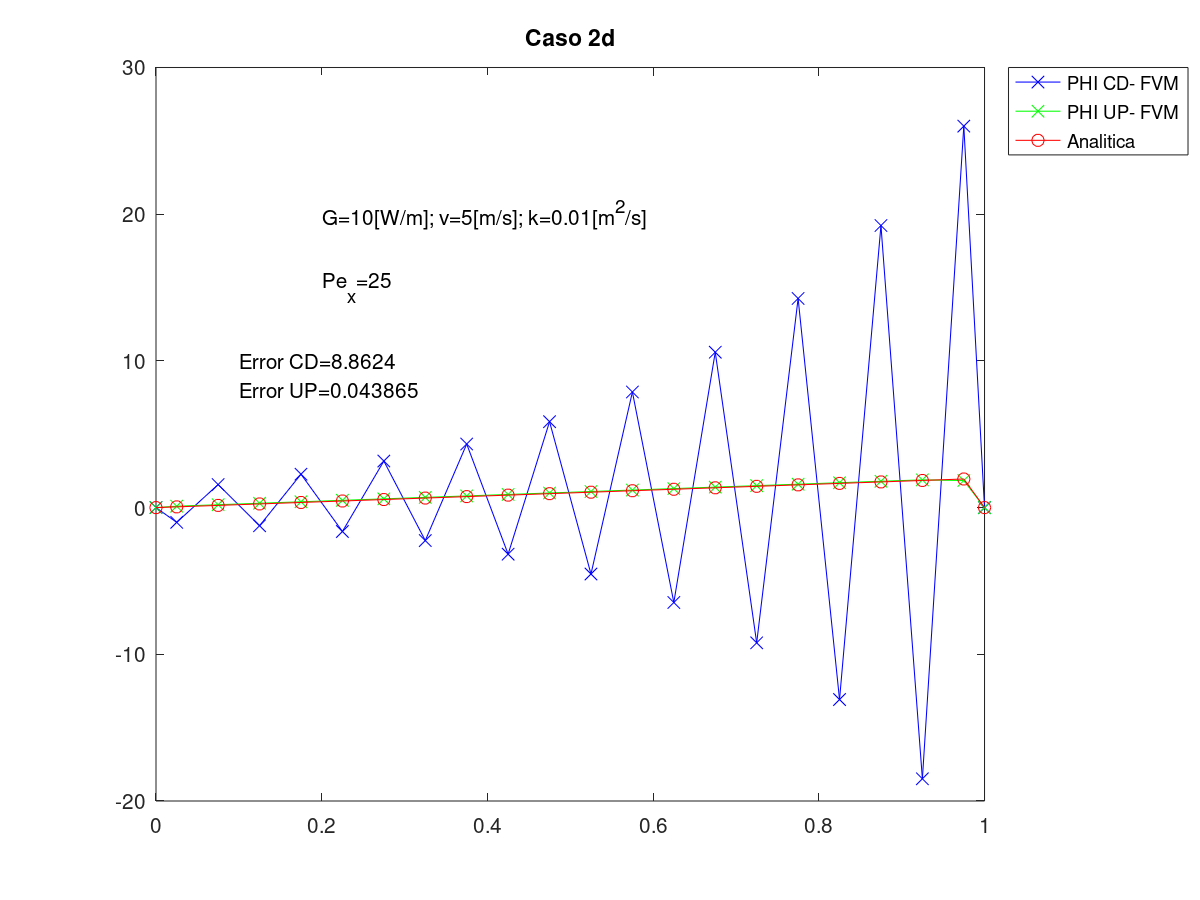 Caso 2d
30
20
10
0
-10
-20
0
0.2
0.4
0.6
0.8
1
G=10[W/m]; v=5[m/s]; k=0.01[m²/s]
Peₓ=25
Error CD=8.8624
Error UP=0.043865
PHI CD- FVM
PHI UP- FVM
Analitica